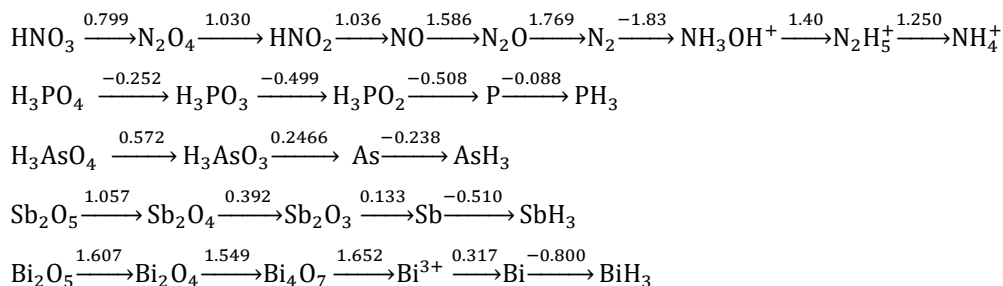 HNO₃ —0.799→ N₂O₄ —1.030→ HNO₂ —1.036→ NO —1.586→ N₂O —1.769→ N₂ —−1.83→ NH₃OH⁺ —1.40→ N₂H₅⁺ —1.250→ NH₄⁺
H₃PO₄ —−0.252→ H₃PO₃ —−0.499→ H₃PO₂ —−0.508→ P —−0.088→ PH₃
H₃AsO₄ —0.572→ H₃AsO₃ —0.2466→ As —−0.238→ AsH₃
Sb₂O₅ —1.057→ Sb₂O₄ —0.392→ Sb₂O₃ —0.133→ Sb —−0.510→ SbH₃
Bi₂O₅ —1.607→ Bi₂O₄ —1.549→ Bi₄O₇ —1.652→ Bi³⁺ —0.317→ Bi —−0.800→ BiH₃